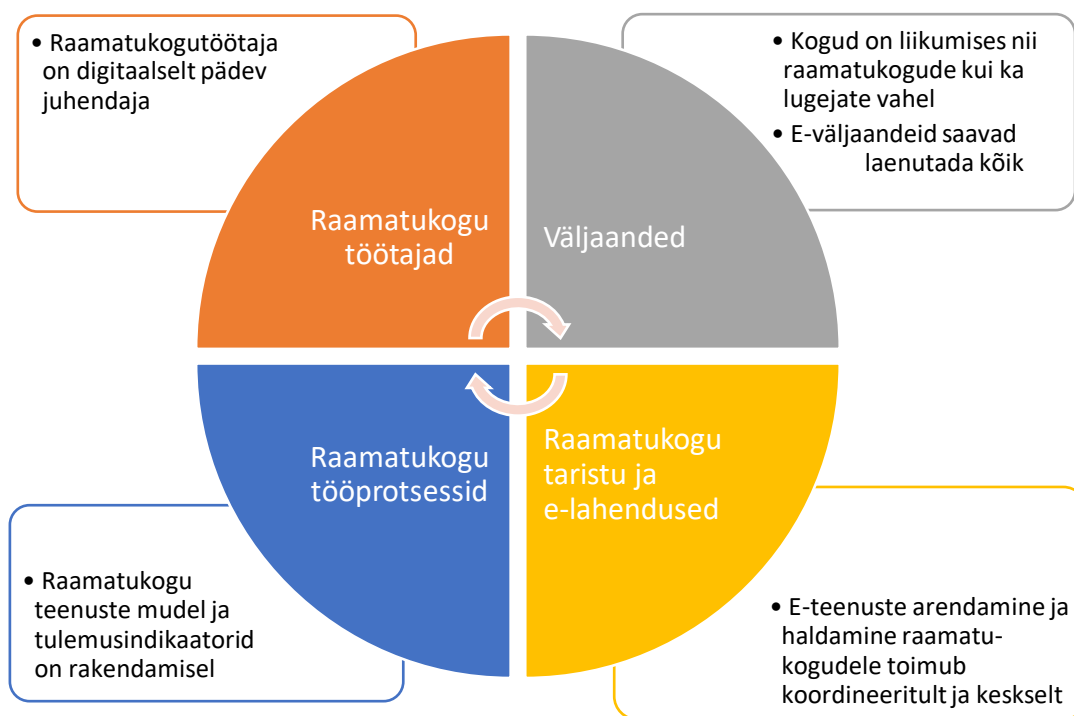 • Raamatukogutöötaja
on digitaalselt pädev
juhendaja
• Kogud on liikumises nii
raamatukogude kui ka
lugejate vahel
• E-väljaandeid saavad
laenutada kõik
Raamatukogu
töötajad
Väljaanded
Raamatukogu
tööprotsessid
Raamatukogu
taristu ja
e-lahendused
• Raamatukogu
teenuste mudel ja
tulemusindikaatorid
on rakendamisel
• E-teenuste arendamine ja
haldamine raamatu-
kogudele toimub
koordineeritult ja keskselt